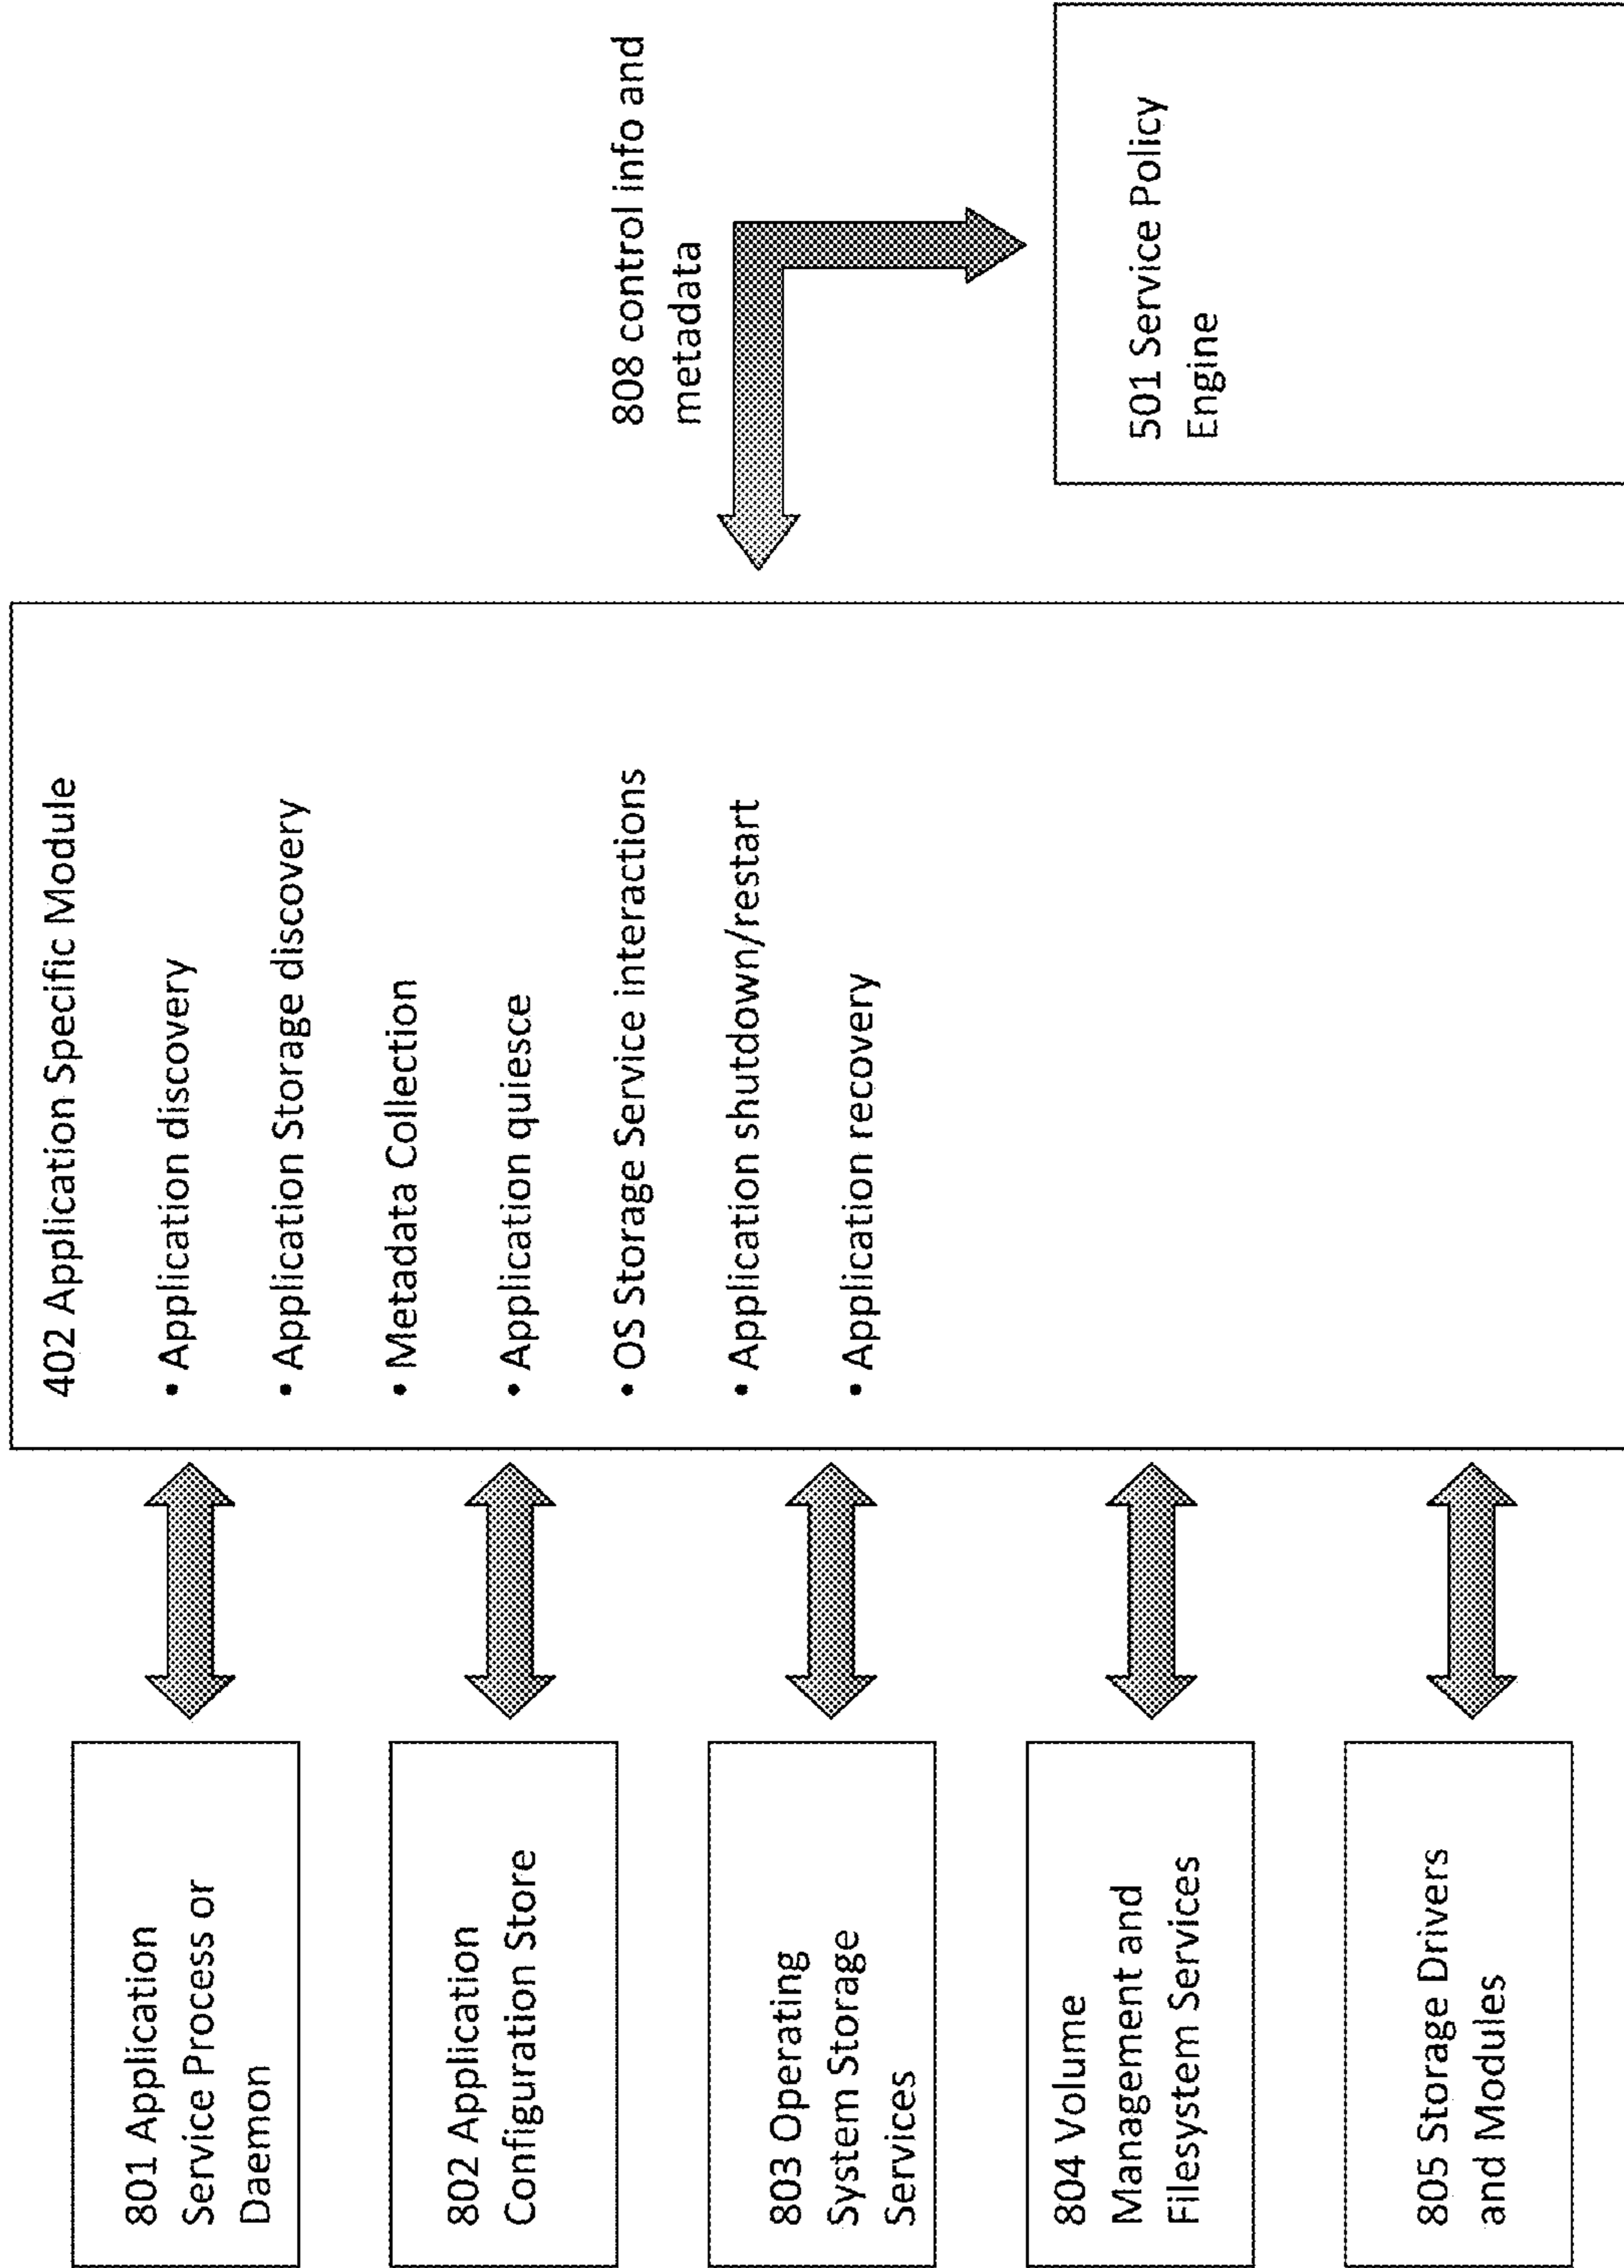 801 Application
Service Process or
Daemon
802 Application
Configuration Store
803 Operating
System Storage
Services
804 Volume
Management and
Filesystem Services
805 Storage Drivers
and Modules
402 Application Specific Module
• Application discovery
• Application Storage discovery
• Metadata Collection
• Application quiesce
• OS Storage Service interactions
• Application shutdown/restart
• Application recovery
808 control info and
metadata
501 Service Policy
Engine